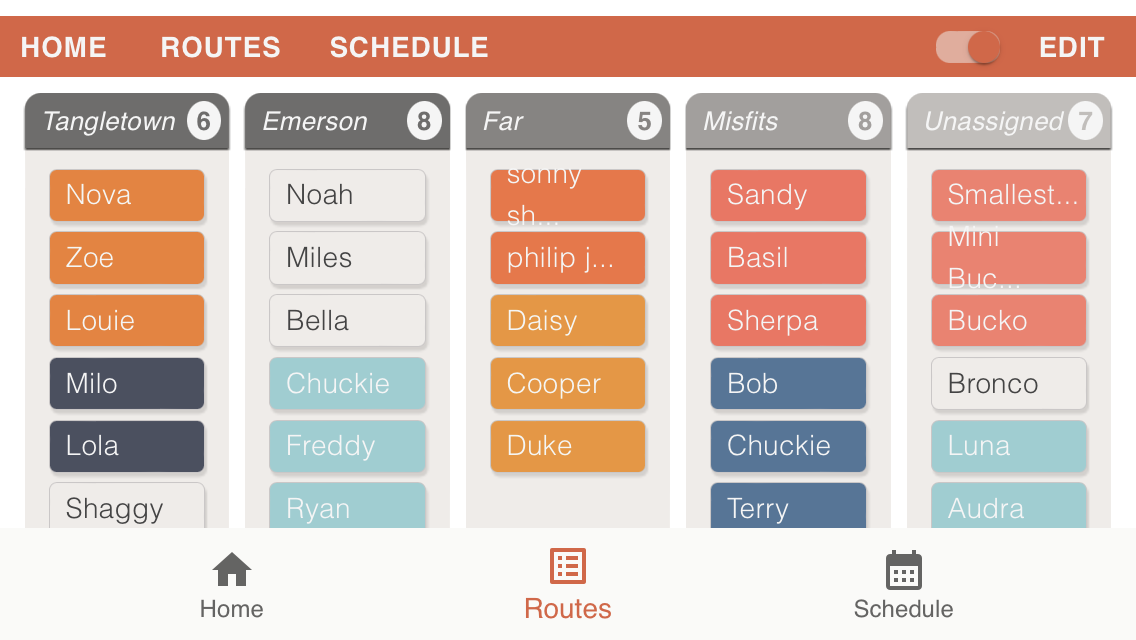 HOME ROUTES SCHEDULE EDIT
Tangletown 6
Nova
Zoe
Louie
Milo
Lola
Shaggy
Emerson 8
Noah
Miles
Bella
Chuckie
Freddy
Ryan
Far 5
sonny
sh...
philip j...
Daisy
Cooper
Duke
Misfits 8
Sandy
Basil
Sherpa
Bob
Chuckie
Terry
Unassigned 7
Smallest...
Mini
Buc...
Bucko
Bronco
Luna
Audra
Home Routes Schedule